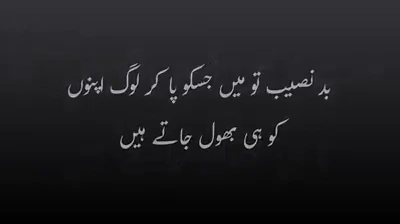 بد نصیب تو میں جسکو پا کر لوگ اپنوں
کو ہی بھول جاتے ہیں